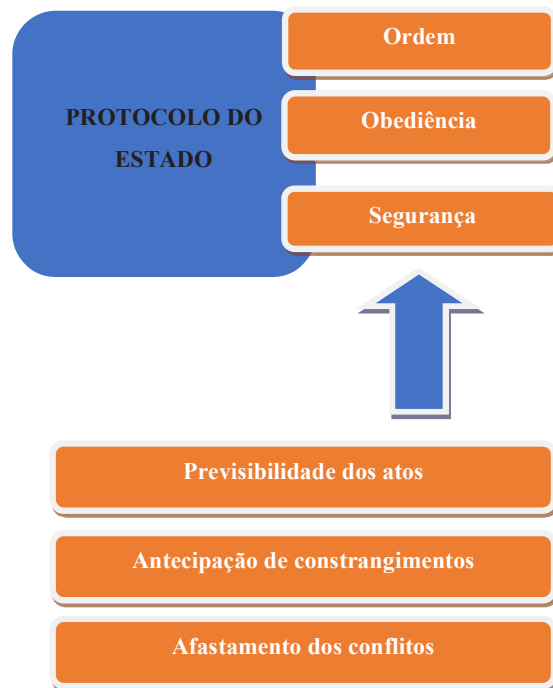 Ordem
PROTOCOLO DO
ESTADO
Obediência
Segurança
Previsibilidade dos atos
Antecipação de constrangimentos
Afastamento dos conflitos